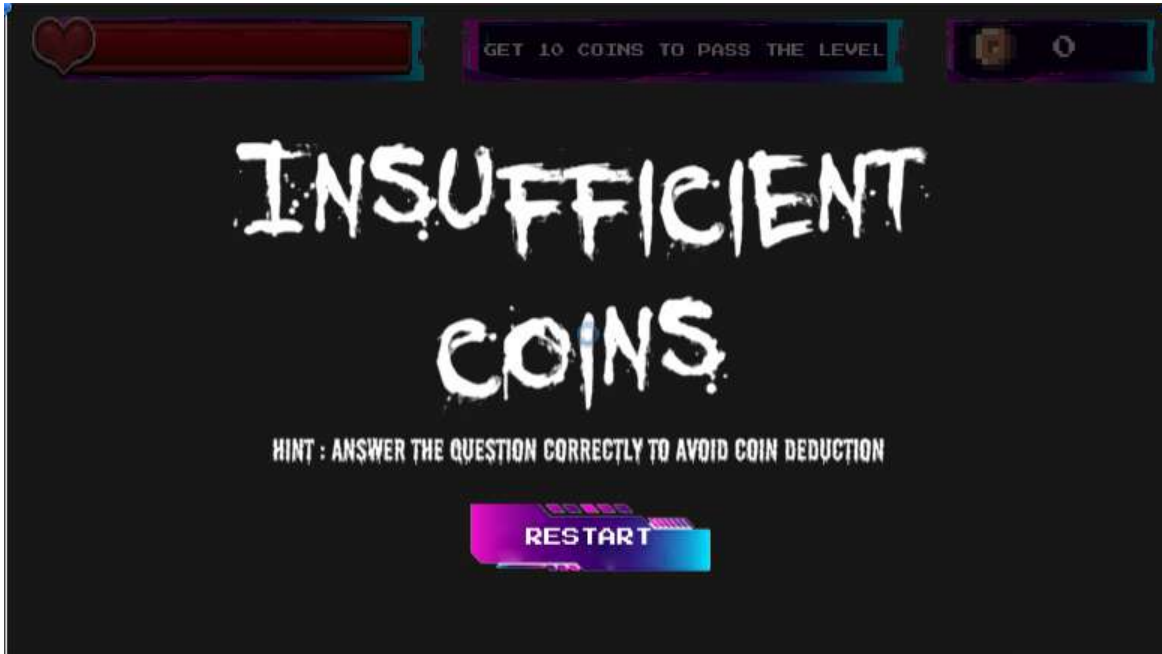 GET 10 COINS TO PASS THE LEVEL
0
INSUFFICIENT
COINS
HINT : ANSWER THE QUESTION CORRECTLY TO AVOID COIN DEDUCTION
RESTART